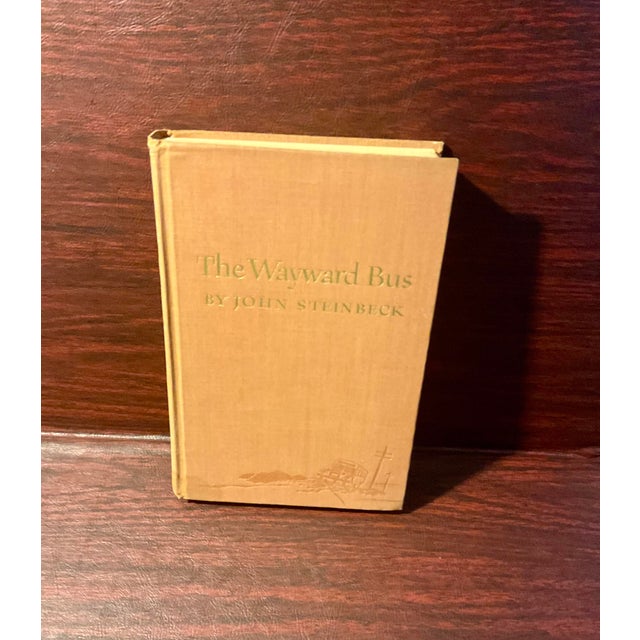 The Wayward Bus
BY JOHN STEINBECK